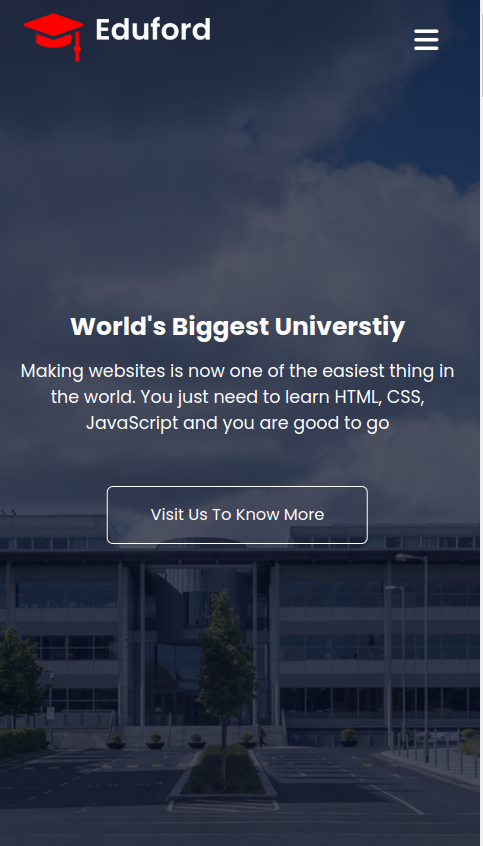 Eduford
World's Biggest Universtiy
Making websites is now one of the easiest thing in
the world. You just need to learn HTML, CSS,
JavaScript and you are good to go
Visit Us To Know More